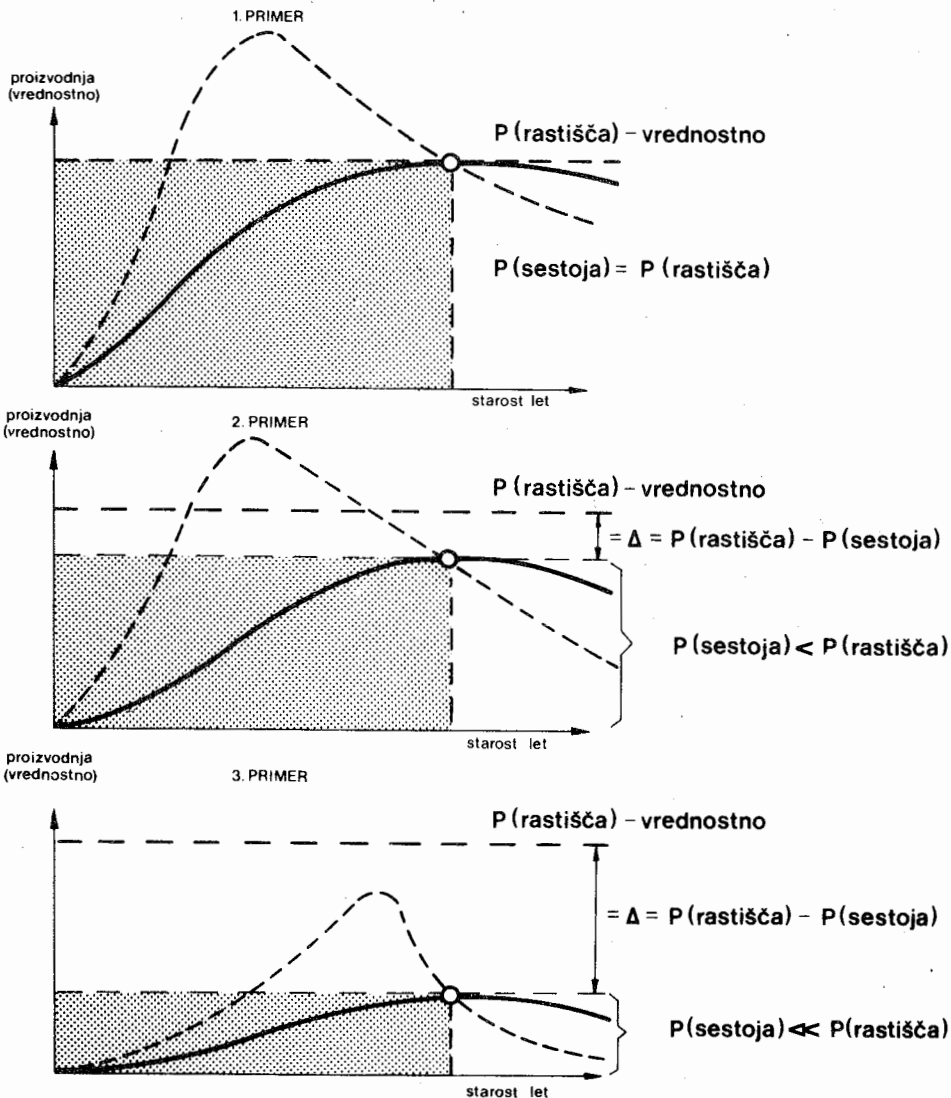 1. PRIMER
proizvodnja
(vrednostno)
P (rastišča) – vrednostno
P (sestoja) = P (rastišča)
starost let
proizvodnja
(vrednostno)
2. PRIMER
P (rastišča) – vrednostno
= Δ = P (rastišča) – P (sestoja)
P (sestoja) < P (rastišča)
starost let
proizvodnja
(vrednostno)
3. PRIMER
P (rastišča) – vrednostno
= Δ = P (rastišča) – P (sestoja)
P (sestoja) ≪ P (rastišča)
starost let